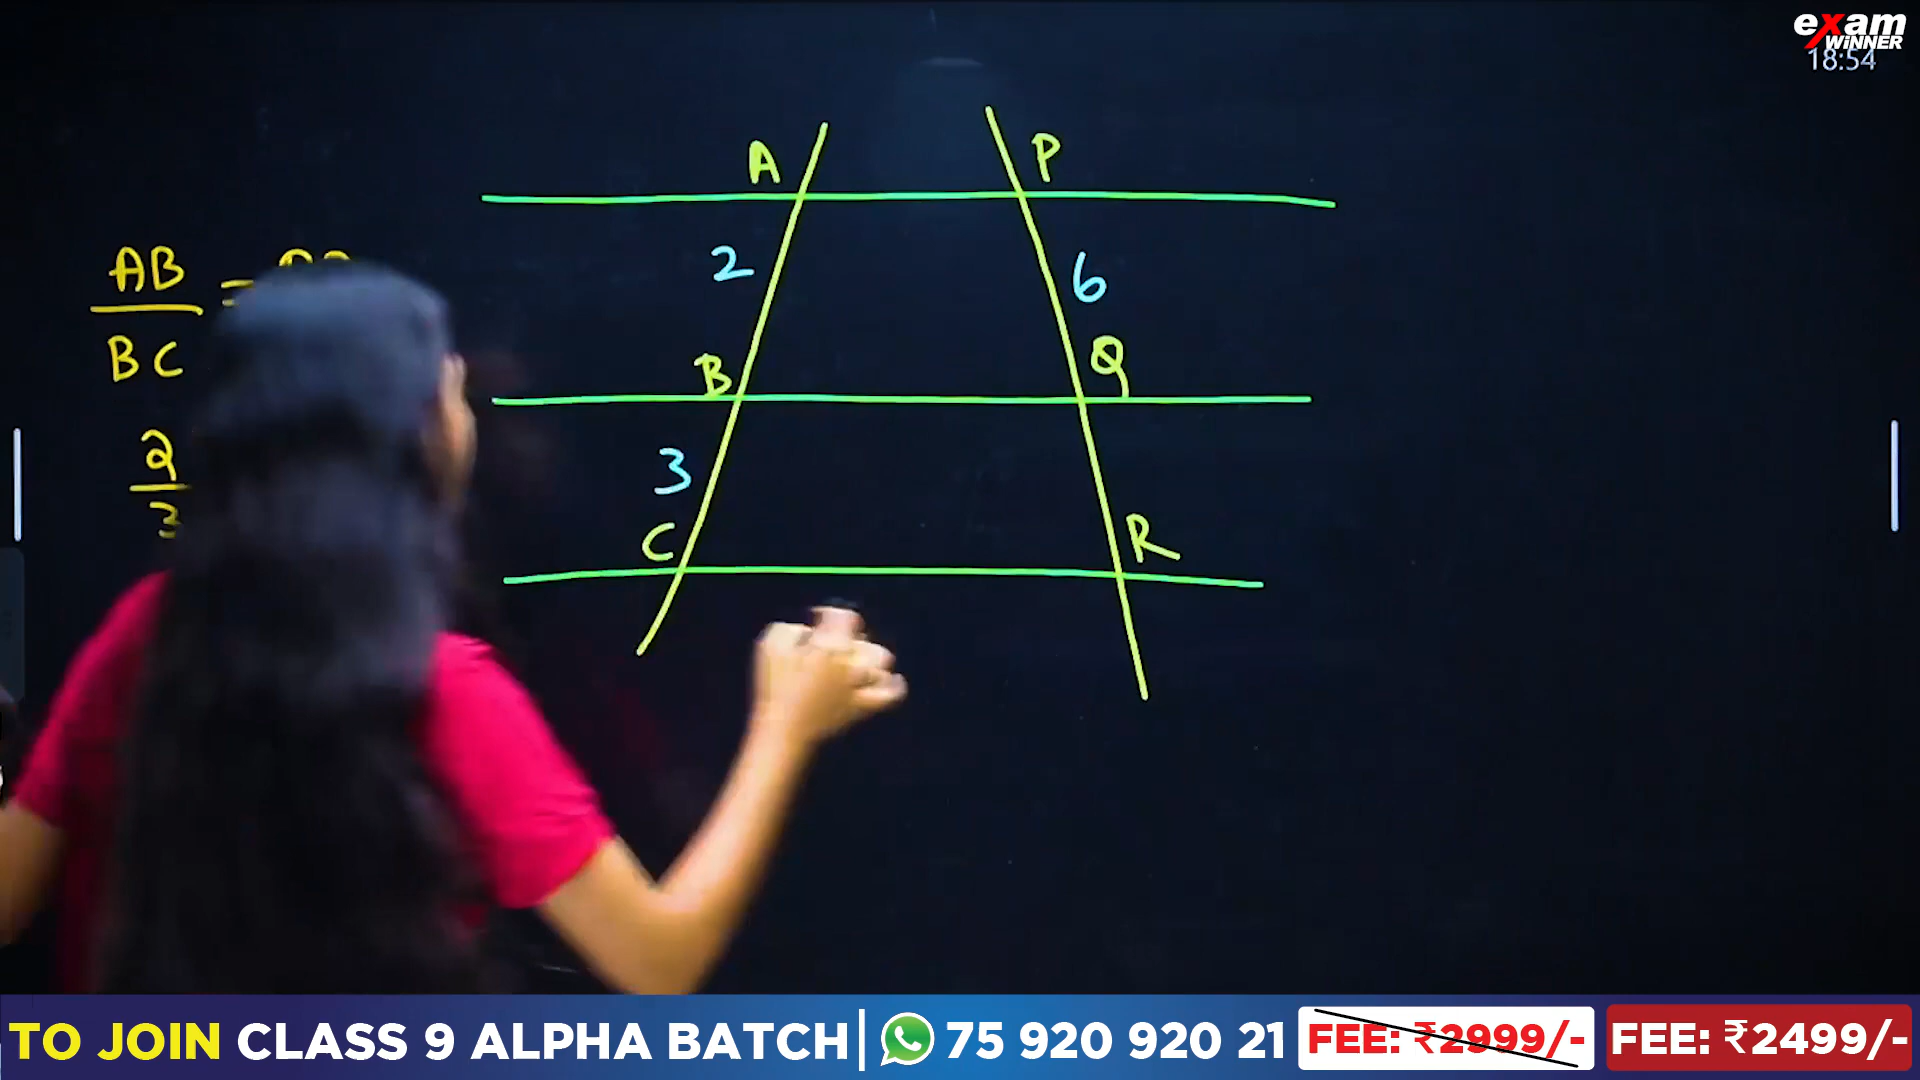 exam
WINNER
18:54
A
P
AB
=
BC
2
6
B
Q
2
3
3
C
R
TO JOIN CLASS 9 ALPHA BATCH
75 920 920 21
FEE: ₹2999/-
FEE: ₹2499/-